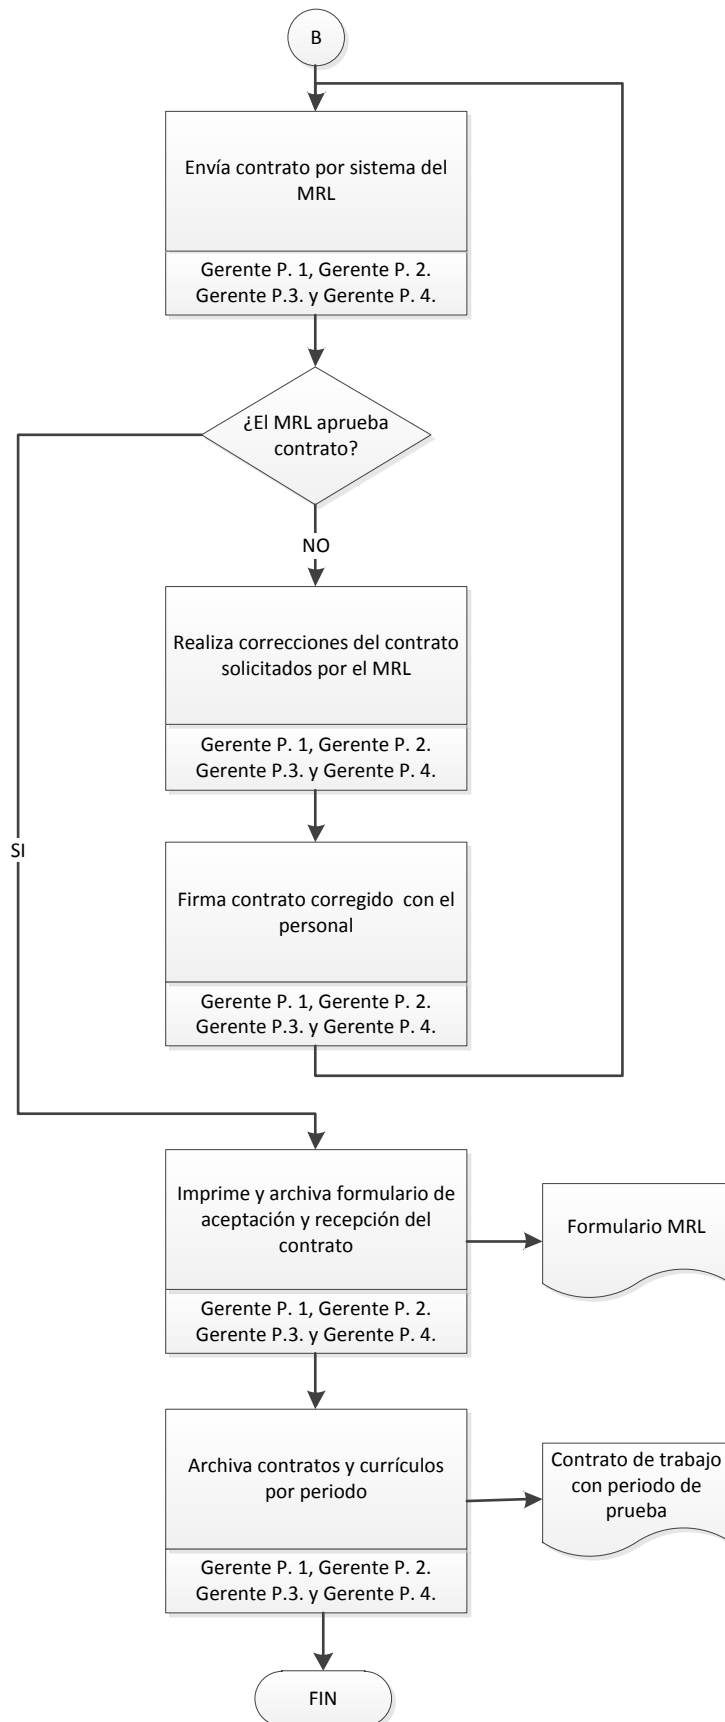 B
Envía contrato por sistema del
MRL
Gerente P. 1, Gerente P. 2.
Gerente P.3. y Gerente P. 4.
¿El MRL aprueba
contrato?
NO
Realiza correcciones del contrato
solicitados por el MRL
Gerente P. 1, Gerente P. 2.
Gerente P.3. y Gerente P. 4.
SI
Firma contrato corregido  con el
personal
Gerente P. 1, Gerente P. 2.
Gerente P.3. y Gerente P. 4.
Imprime y archiva formulario de
aceptación y recepción del
contrato
Gerente P. 1, Gerente P. 2.
Gerente P.3. y Gerente P. 4.
Formulario MRL
Archiva contratos y currículos
por periodo
Gerente P. 1, Gerente P. 2.
Gerente P.3. y Gerente P. 4.
Contrato de trabajo
con periodo de
prueba
FIN